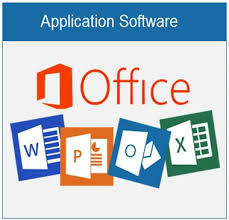 Application Software
Office
W P O X